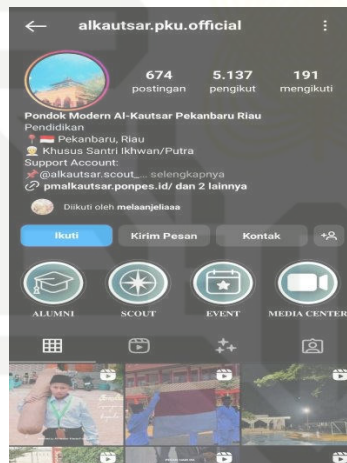 alkautsar.pku.official
674 5.137 191
postingan pengikut mengikuti
Pondok Modern Al-Kautsar Pekanbaru Riau
Pendidikan
Pekanbaru, Riau
Khusus Santri Ikhwan/Putra
Support Account:
@alkautsar.scout_... selengkapnya
pmalkautsar.ponpes.id/ dan 2 lainnya
Diikuti oleh melaanjeliaaa
Ikuti Kirim Pesan Kontak
ALUMNI SCOUT EVENT MEDIA CENTER